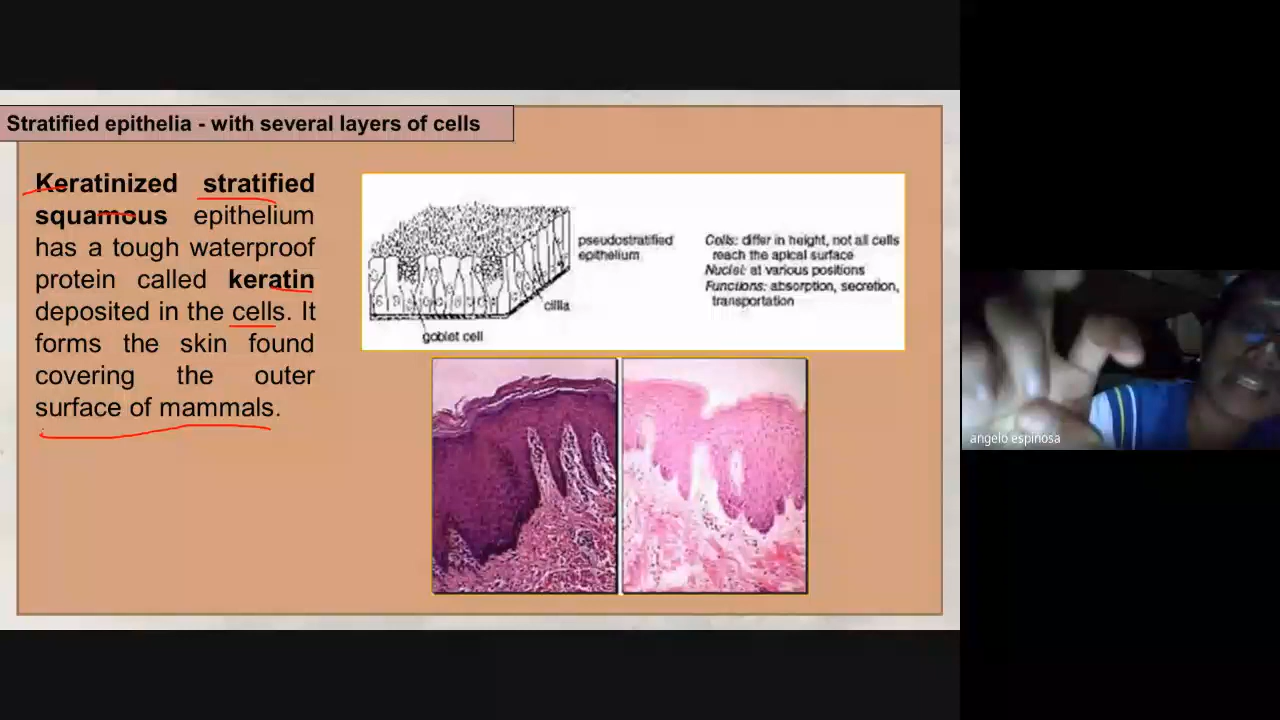 Stratified epithelia - with several layers of cells
Keratinized stratified
squamous epithelium
has a tough waterproof
protein called keratin
deposited in the cells. It
forms the skin found
covering the outer
surface of mammals.
pseudostratified
epithelium
cilia
goblet cell
Cells: differ in height, not all cells
reach the apical surface
Nuclei: at various positions
Functions: absorption, secretion,
transportation
angelo espinosa